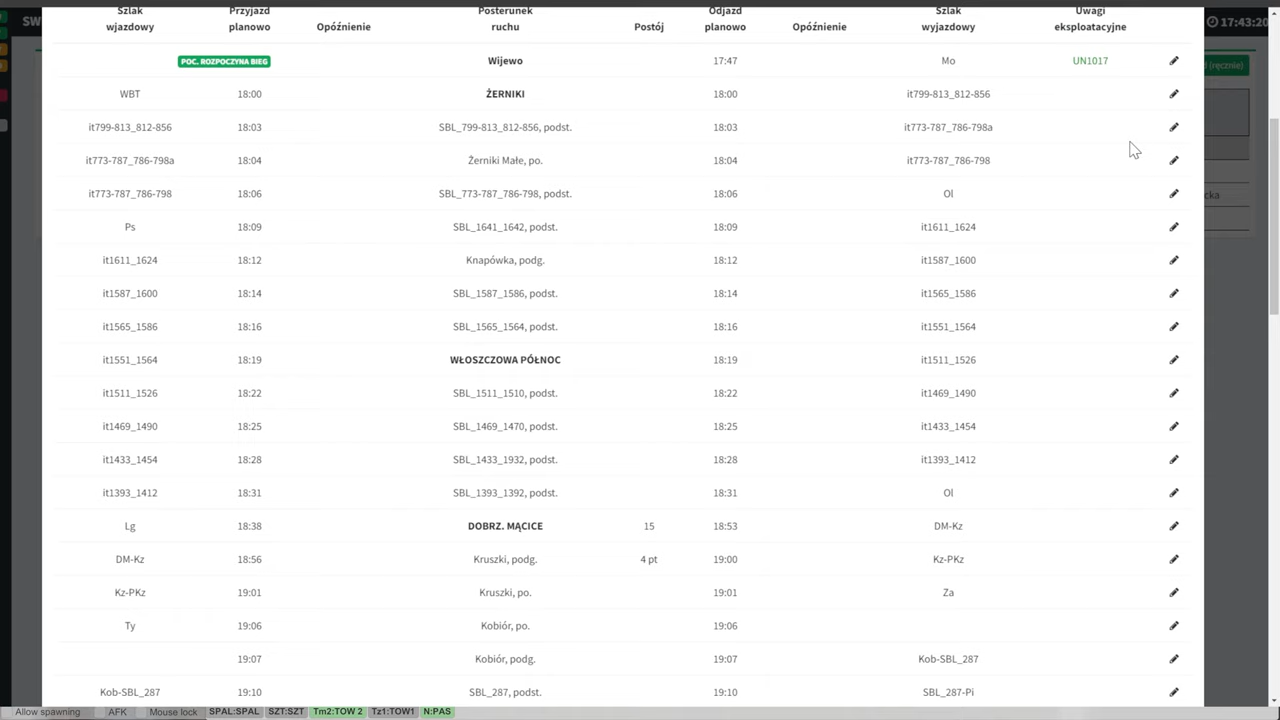 SW
17:43:20
Szlak wjazdowy Przyjazd planowo Opóźnienie Posterunek ruchu Postój Odjazd planowo Opóźnienie Szlak wyjazdowy Uwagi eksploatacyjne
POC. ROZPOCZYNA BIEG Wijewo 17:47 Mo UN1017
d (ręcznie)
WBT 18:00 ŻERNIKI 18:00 it799-813_812-856
it799-813_812-856 18:03 SBL_799-813_812-856, podst. 18:03 it773-787_786-798a
it773-787_786-798a 18:04 Żerniki Małe, po. 18:04 it773-787_786-798
it773-787_786-798 18:06 SBL_773-787_786-798, podst. 18:06 Ol
cka
Ps 18:09 SBL_1641_1642, podst. 18:09 it1611_1624
it1611_1624 18:12 Knapówka, podg. 18:12 it1587_1600
it1587_1600 18:14 SBL_1587_1586, podst. 18:14 it1565_1586
it1565_1586 18:16 SBL_1565_1564, podst. 18:16 it1551_1564
it1551_1564 18:19 WŁOSZCZOWA PÓŁNOC 18:19 it1511_1526
it1511_1526 18:22 SBL_1511_1510, podst. 18:22 it1469_1490
it1469_1490 18:25 SBL_1469_1470, podst. 18:25 it1433_1454
it1433_1454 18:28 SBL_1433_1932, podst. 18:28 it1393_1412
it1393_1412 18:31 SBL_1393_1392, podst. 18:31 Ol
Lg 18:38 DOBRZ. MĄCICE 15 18:53 DM-Kz
DM-Kz 18:56 Kruszki, podg. 4 pt 19:00 Kz-PKz
Kz-PKz 19:01 Kruszki, po. 19:01 Za
Ty 19:06 Kobiór, po. 19:06
19:07 Kobiór, podg. 19:07 Kob-SBL_287
Kob-SBL_287 19:10 SBL_287, podst. 19:10 SBL_287-Pi
Allow spawning AFK Mouse lock SPAL:SPAL SZT:SZT Tm2:TOW 2 Tz1:TOW1 N:PAS